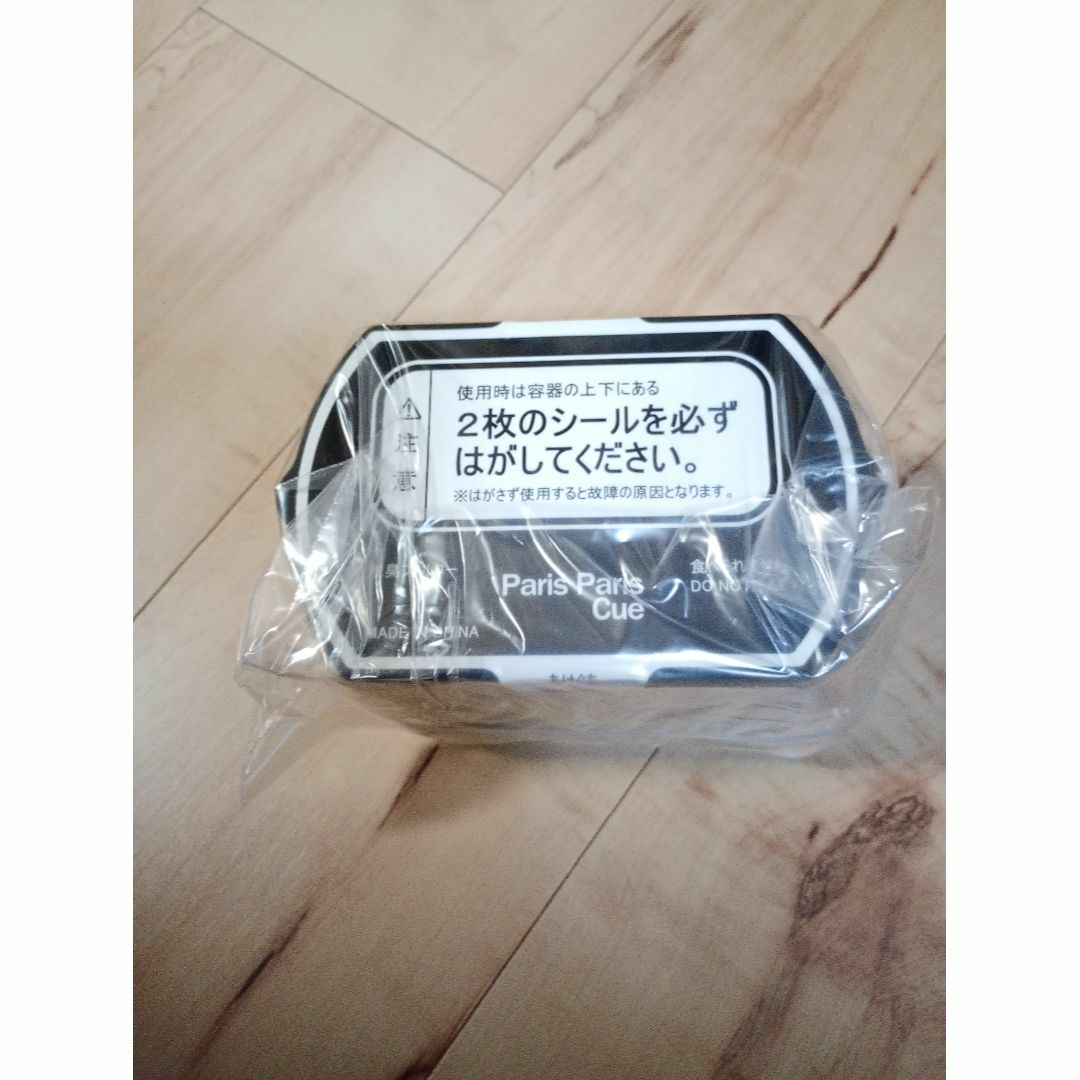 ⚠注意
使用時は容器の上下にある
2枚のシールを必ず
はがしてください。
※はがさず使用すると故障の原因となります。
Paris Paris
Cue
DO NOT
MADE IN CHINA